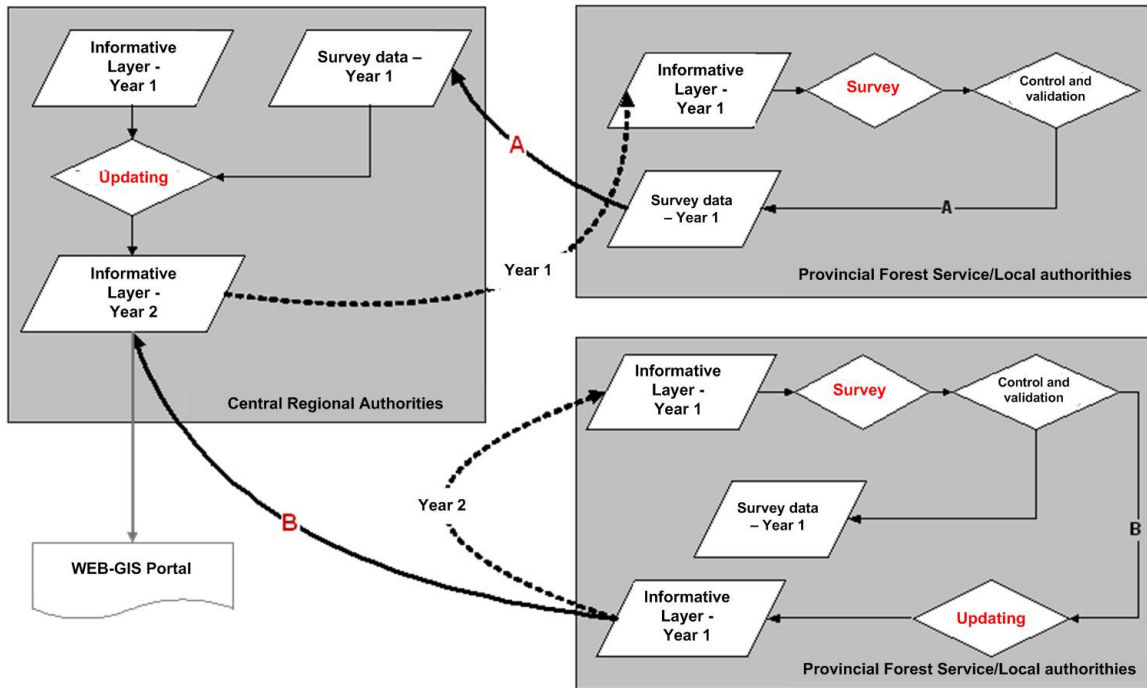 Informative
Layer -
Year 1
Survey data –
Year 1
Updating
Informative
Layer -
Year 2
Central Regional Authorities
WEB-GIS Portal
A
Year 1
B
Year 2
Informative
Layer -
Year 1
Survey
Control and
validation
Survey data
– Year 1
A
Provincial Forest Service/Local authorithies
Informative
Layer -
Year 1
Survey
Control and
validation
Survey data
– Year 1
B
Informative
Layer -
Year 1
Updating
Provincial Forest Service/Local authorithies